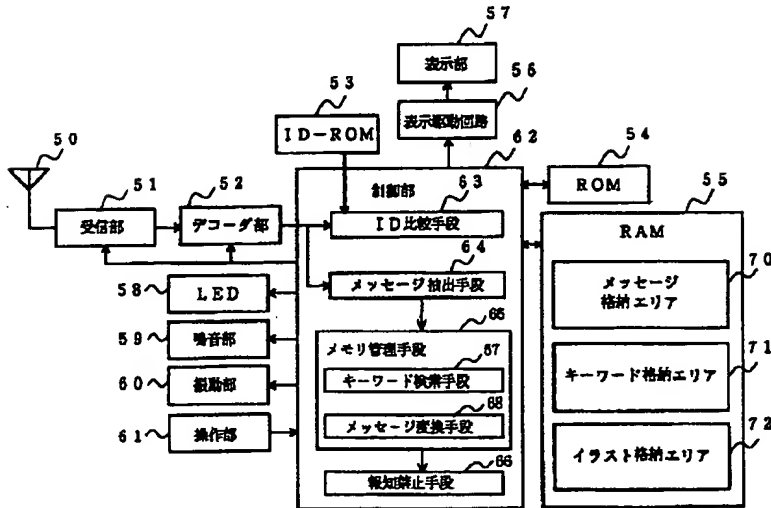 57
表示部
56
53
ID-ROM
表示駆動回路
62
50
54
ROM
51
52
制御部
63
55
受信部
デコーダ部
ID比較手段
RAM
64
70
メッセージ抽出手段
メッセージ
格納エリア
58
LED
65
59
鳴音部
メモリ管理手段
67
71
キーワード検索手段
キーワード格納エリア
60
振動部
68
メッセージ変換手段
72
61
操作部
イラスト格納エリア
66
報知禁止手段